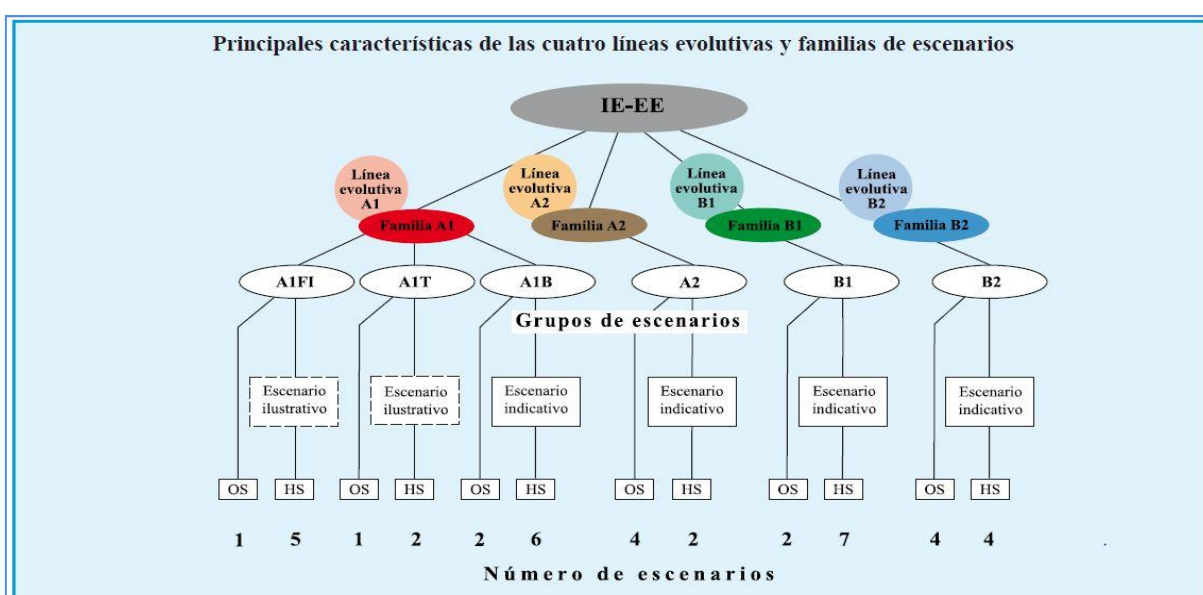 Principales características de las cuatro líneas evolutivas y familias de escenarios
IE-EE
Línea
evolutiva
A1
Línea
evolutiva
A2
Línea
evolutiva
B1
Línea
evolutiva
B2
Familia A1
Familia A2
Familia B1
Familia B2
A1FI
A1T
A1B
A2
B1
B2
Grupos de escenarios
Escenario
ilustrativo
Escenario
ilustrativo
Escenario
indicativo
Escenario
indicativo
Escenario
indicativo
Escenario
indicativo
OS HS OS HS OS HS OS HS OS HS OS HS
1 5 1 2 2 6 4 2 2 7 4 4
Número de escenarios